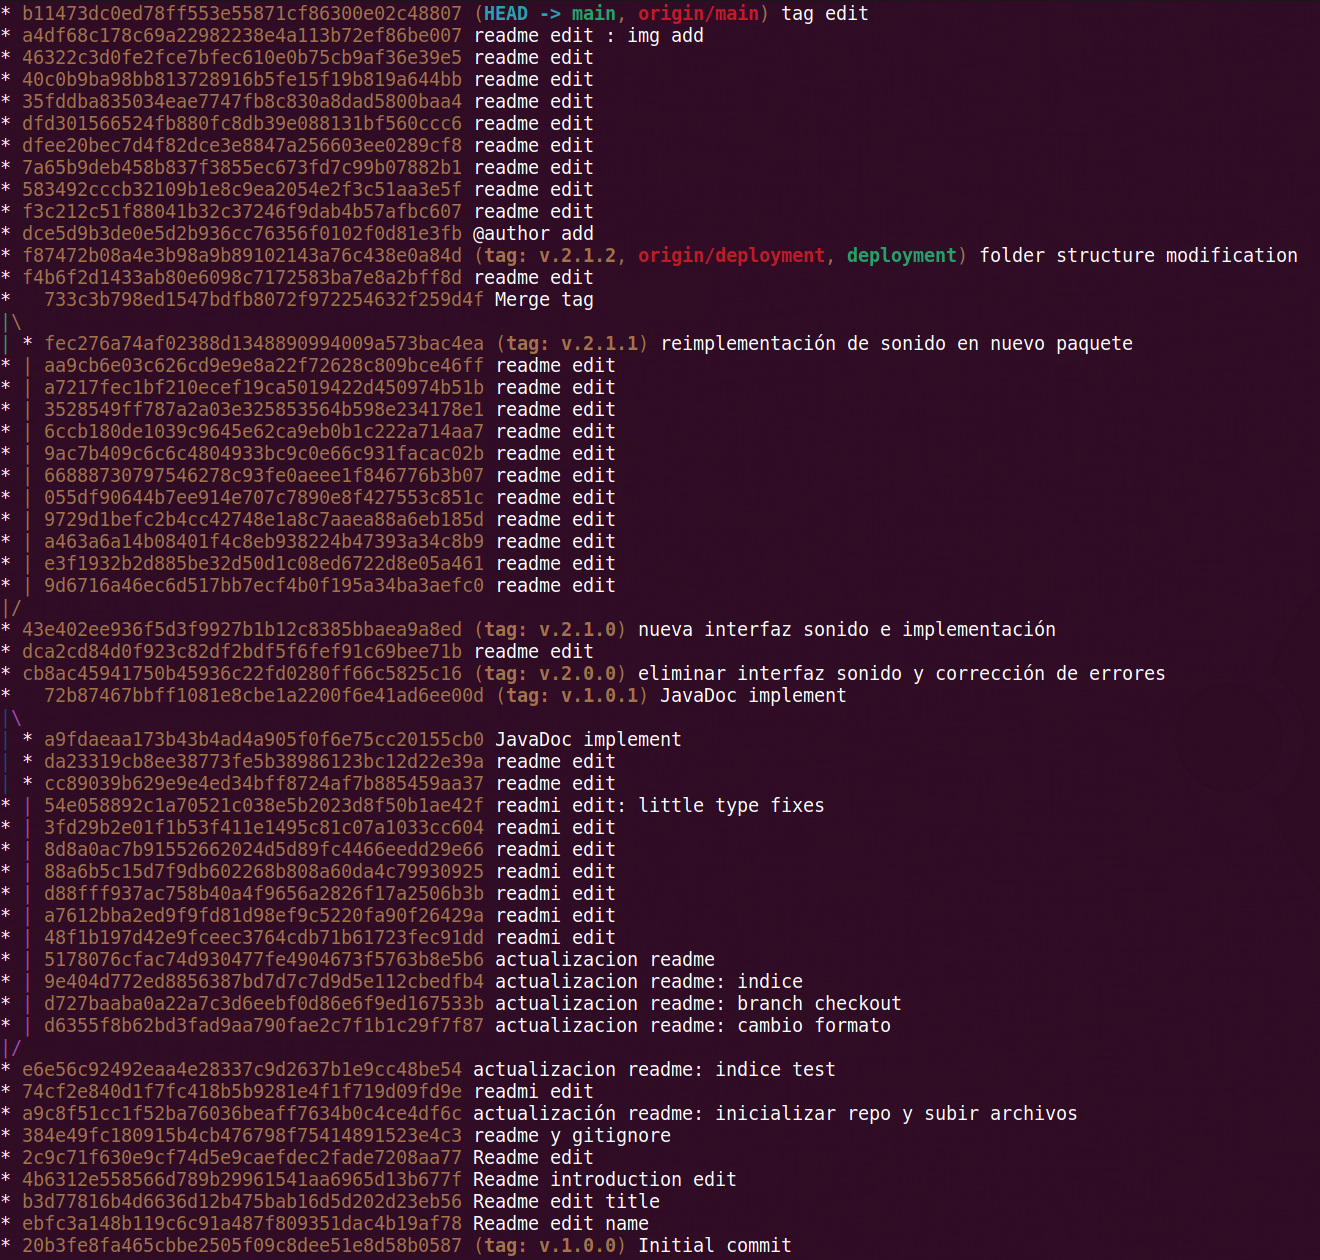 * b11473dc0ed78ff553e55871cf86300e02c48807 (HEAD -> main, origin/main) tag edit
* a4df68c178c69a22982238e4a113b72ef86be007 readme edit : img add
* 46322c3d0fe2fce7bfec610e0b75cb9af36e39e5 readme edit
* 40c0b9ba98bb813728916b5fe15f19b819a644bb readme edit
* 35fddba835034eae7747fb8c830a8dad5800baa4 readme edit
* dfd301566524fb880fc8db39e088131bf560ccc6 readme edit
* dfee20bec7d4f82dce3e8847a256603ee0289cf8 readme edit
* 7a65b9deb458b837f3855ec673fd7c99b07882b1 readme edit
* 583492cccb32109b1e8c9ea2054e2f3c51aa3e5f readme edit
* f3c212c51f88041b32c37246f9dab4b57afbc607 readme edit
* dce5d9b3de0e5d2b936cc76356f0102f0d81e3fb @author add
* f87472b08a4e3b98a9b89102143a76c438e0a84d (tag: v.2.1.2, origin/deployment, deployment) folder structure modification
* f4b6f2d1433ab80e6098c7172583ba7e8a2bff8d readme edit
*   733c3b798ed1547bdfb8072f972254632f259d4f Merge tag
|\
| * fec276a74af02388d1348890994009a573bac4ea (tag: v.2.1.1) reimplementación de sonido en nuevo paquete
* | aa9cb6e03c626cd9e9e8a22f72628c809bce46ff readme edit
* | a7217fec1bf210ecef19ca5019422d450974b51b readme edit
* | 3528549ff787a2a03e325853564b598e234178e1 readme edit
* | 6ccb180de1039c9645e62ca9eb0b1c222a714aa7 readme edit
* | 9ac7b409c6c6c4804933bc9c0e66c931facac02b readme edit
* | 66888730797546278c93fe0aeee1f846776b3b07 readme edit
* | 055df90644b7ee914e707c7890e8f427553c851c readme edit
* | 9729d1befc2b4cc42748e1a8c7aaea88a6eb185d readme edit
* | a463a6a14b08401f4c8eb938224b47393a34c8b9 readme edit
* | e3f1932b2d885be32d50d1c08ed6722d8e05a461 readme edit
* | 9d6716a46ec6d517bb7ecf4b0f195a34ba3aefc0 readme edit
|/
* 43e402ee936f5d3f9927b1b12c8385bbaea9a8ed (tag: v.2.1.0) nueva interfaz sonido e implementación
* dca2cd84d0f923c82df2bdf5f6fef91c69bee71b readme edit
* cb8ac45941750b45936c22fd0280ff66c5825c16 (tag: v.2.0.0) eliminar interfaz sonido y corrección de errores
*   72b87467bbff1081e8cbe1a2200f6e41ad6ee00d (tag: v.1.0.1) JavaDoc implement
|\
| * a9fdaeaa173b43b4ad4a905f0f6e75cc20155cb0 JavaDoc implement
| * da23319cb8ee38773fe5b38986123bc12d22e39a readme edit
| * cc89039b629e9e4ed34bff8724af7b885459aa37 readme edit
* | 54e058892c1a70521c038e5b2023d8f50b1ae42f readmi edit: little type fixes
* | 3fd29b2e01f1b53f411e1495c81c07a1033cc604 readmi edit
* | 8d8a0ac7b91552662024d5d89fc4466eedd29e66 readmi edit
* | 88a6b5c15d7f9db602268b808a60da4c79930925 readmi edit
* | d88fff937ac758b40a4f9656a2826f17a2506b3b readmi edit
* | a7612bba2ed9f9fd81d98ef9c5220fa90f26429a readmi edit
* | 48f1b197d42e9fceec3764cdb71b61723fec91dd readmi edit
* | 5178076cfac74d930477fe4904673f5763b8e5b6 actualizacion readme
* | 9e404d772ed8856387bd7d7c7d9d5e112cbedfb4 actualizacion readme: indice
* | d727baaba0a22a7c3d6eebf0d86e6f9ed167533b actualizacion readme: branch checkout
* | d6355f8b62bd3fad9aa790fae2c7f1b1c29f7f87 actualizacion readme: cambio formato
|/
* e6e56c92492eaa4e28337c9d2637b1e9cc48be54 actualizacion readme: indice test
* 74cf2e840d1f7fc418b5b9281e4f1f719d09fd9e readmi edit
* a9c8f51cc1f52ba76036beaff7634b0c4ce4df6c actualización readme: inicializar repo y subir archivos
* 384e49fc180915b4cb476798f75414891523e4c3 readme y gitignore
* 2c9c71f630e9cf74d5e9caefdec2fade7208aa77 Readme edit
* 4b6312e558566d789b29961541aa6965d13b677f Readme introduction edit
* b3d77816b4d6636d12b475bab16d5d202d23eb56 Readme edit title
* ebfc3a148b119c6c91a487f809351dac4b19af78 Readme edit name
* 20b3fe8fa465cbbe2505f09c8dee51e8d58b0587 (tag: v.1.0.0) Initial commit